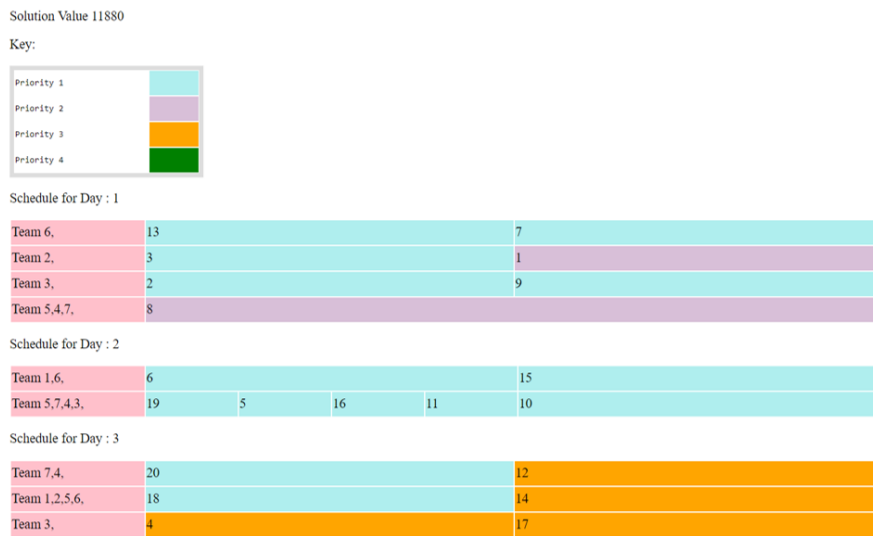 Solution Value 11880
Key:
Priority 1
Priority 2
Priority 3
Priority 4
Schedule for Day : 1
Team 6, 13 7
Team 2, 3 1
Team 3, 2 9
Team 5,4,7, 8
Schedule for Day : 2
Team 1,6, 6 15
Team 5,7,4,3, 19 5 16 11 10
Schedule for Day : 3
Team 7,4, 20 12
Team 1,2,5,6, 18 14
Team 3, 4 17